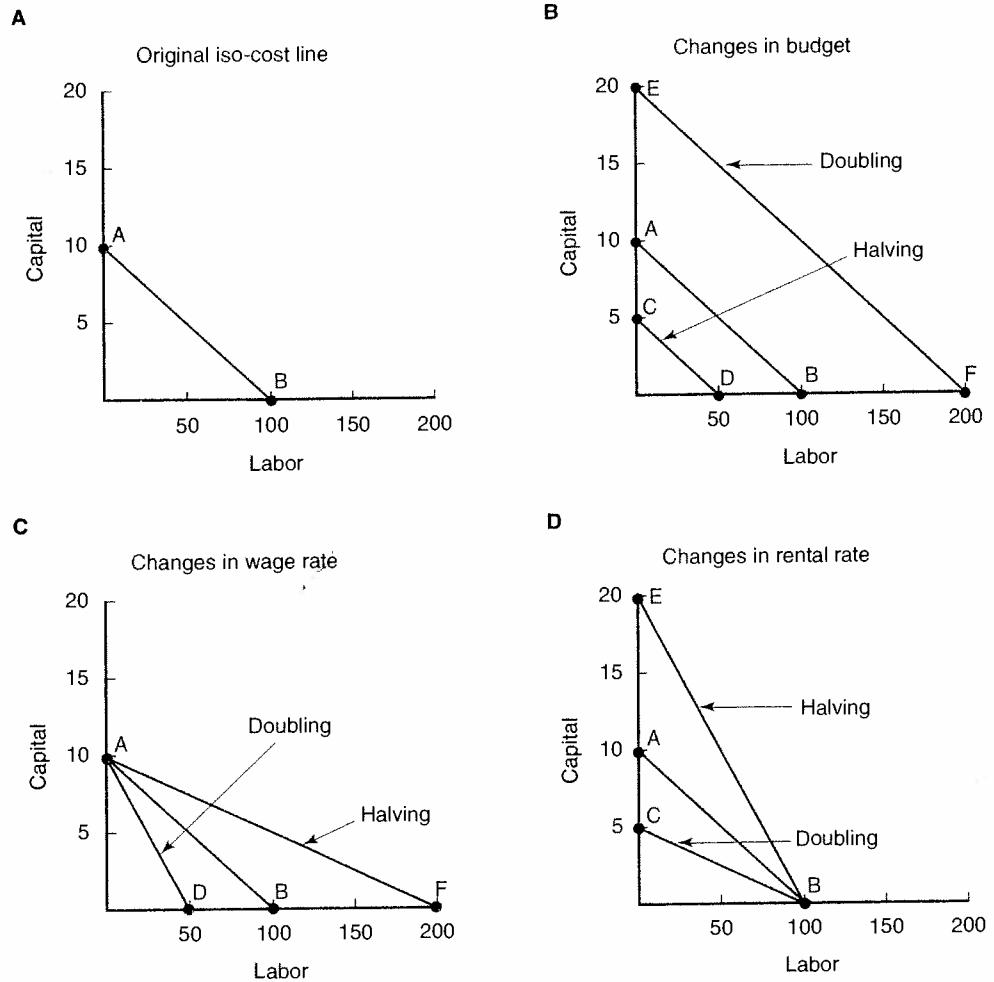 A
Original iso-cost line
20
15
10
5
A
B
50 100 150 200
Capital
Labor
B
Changes in budget
20
15
10
5
E
A
C
D B F
Doubling
Halving
50 100 150 200
Capital
Labor
C
Changes in wage rate
20
15
10
5
A
Doubling
Halving
D B F
50 100 150 200
Capital
Labor
D
Changes in rental rate
20
15
10
5
E
A
C
B
Halving
Doubling
50 100 150 200
Capital
Labor